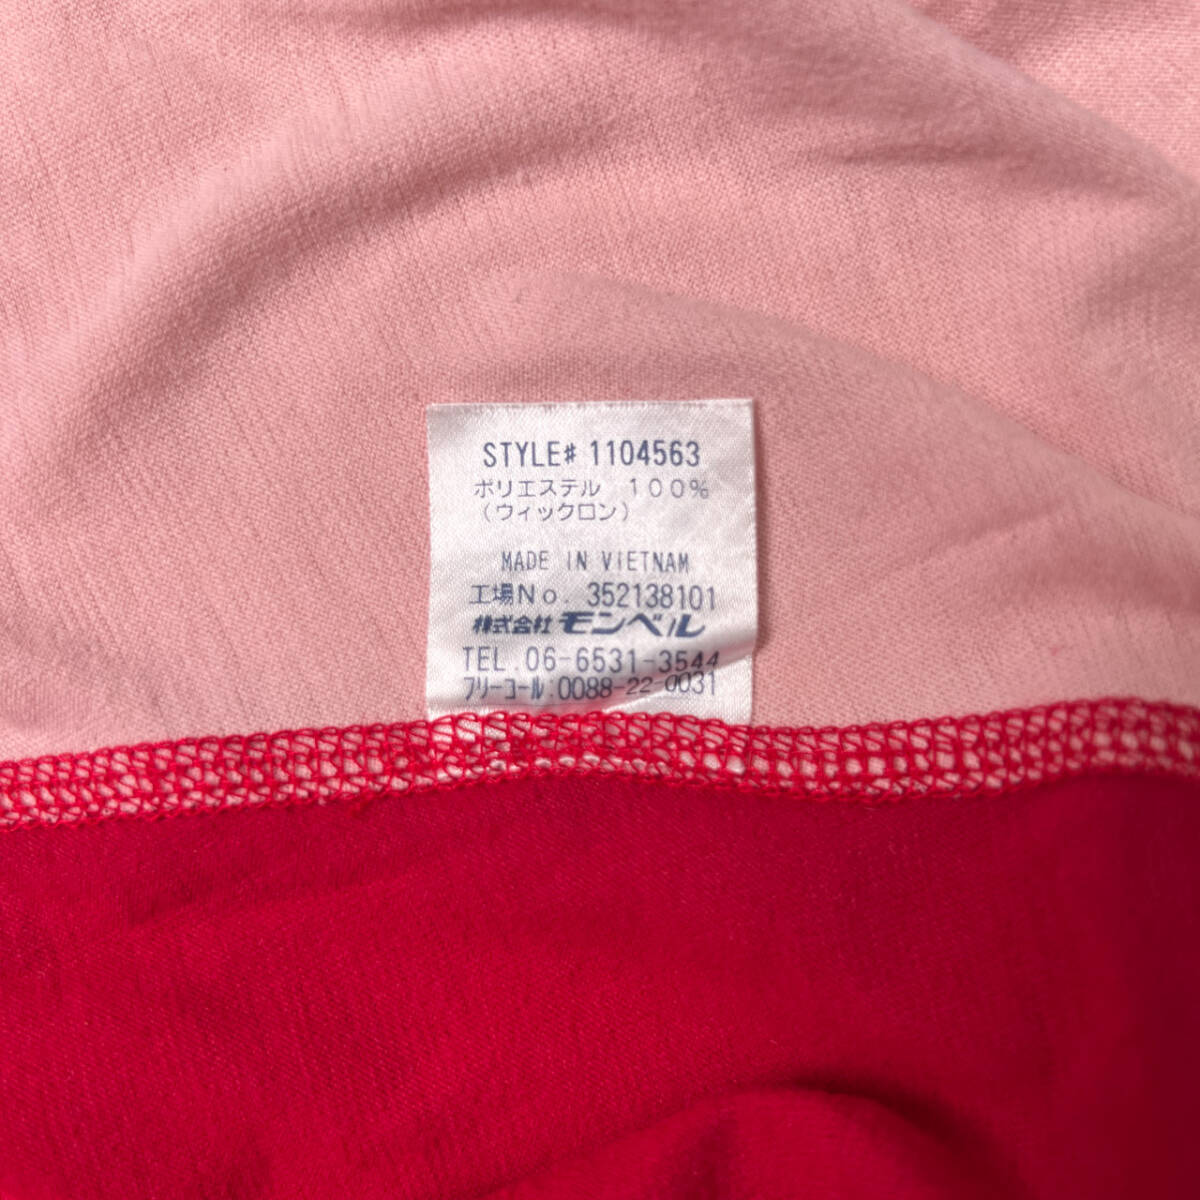 STYLE♯ 1104563
ポリエステル 100%
(ウィックロン)
MADE IN VIETNAM
工場No. 352138101
株式会社 モンベル
TEL.06-6531-3544
フリーコール:0088-22-0031